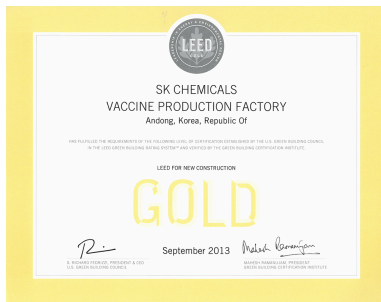 LEED
GOLD
SK CHEMICALS
VACCINE PRODUCTION FACTORY
Andong, Korea, Republic Of
HAS FULFILLED THE REQUIREMENTS OF THE FOLLOWING LEVEL OF CERTIFICATION ESTABLISHED BY THE U.S. GREEN BUILDING COUNCIL
IN THE LEED GREEN BUILDING RATING SYSTEM™ AND VERIFIED BY THE GREEN BUILDING CERTIFICATION INSTITUTE.
LEED FOR NEW CONSTRUCTION
GOLD
September 2013
S. RICHARD FEDRIZZI, PRESIDENT & CEO
U.S. GREEN BUILDING COUNCIL
Mahesh Ramanujam
MAHESH RAMANUJAM, PRESIDENT
GREEN BUILDING CERTIFICATION INSTITUTE